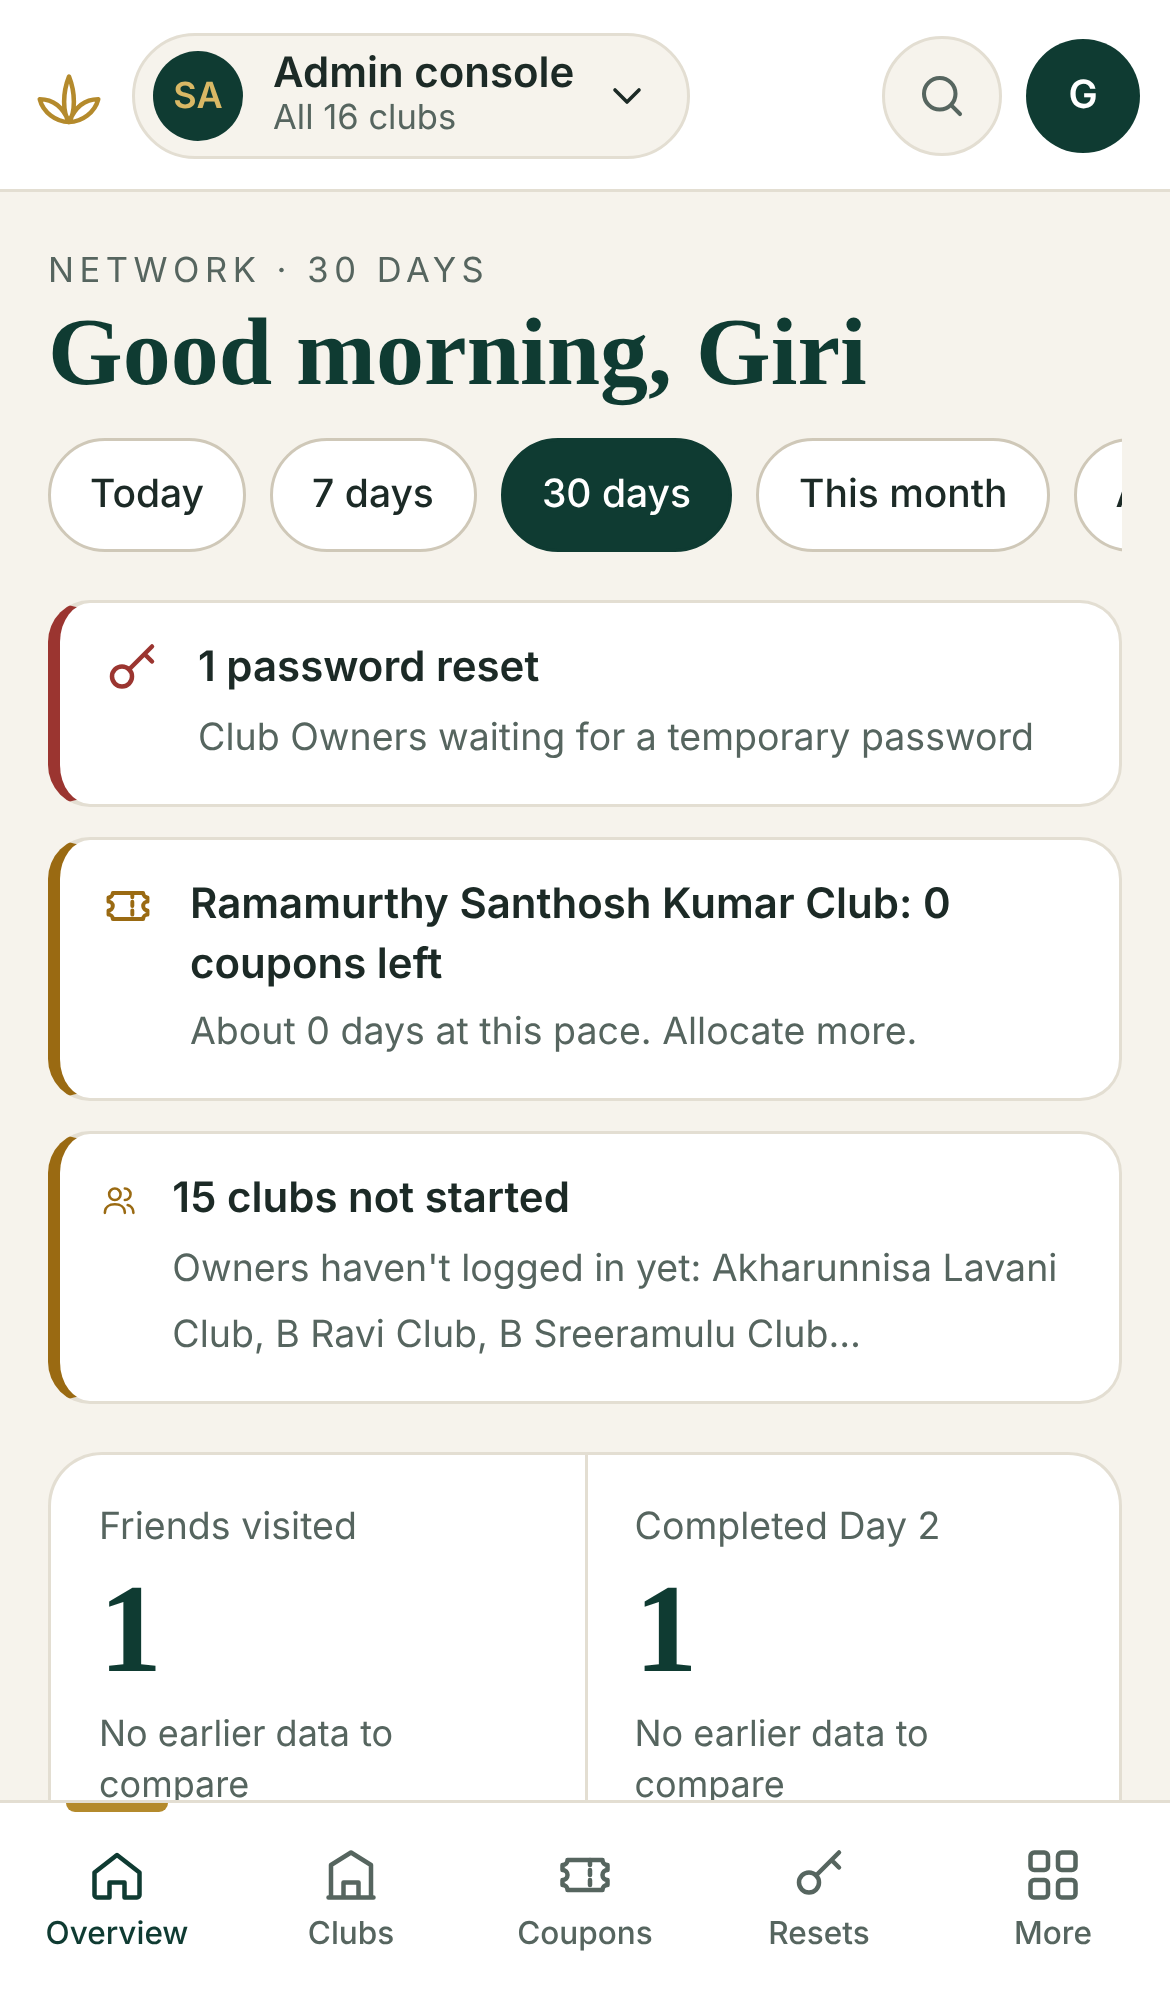 SA
Admin console
All 16 clubs
G
NETWORK · 30 DAYS
Good morning, Giri
Today
7 days
30 days
This month
1 password reset
Club Owners waiting for a temporary password
Ramamurthy Santhosh Kumar Club: 0
coupons left
About 0 days at this pace. Allocate more.
15 clubs not started
Owners haven't logged in yet: Akharunnisa Lavani
Club, B Ravi Club, B Sreeramulu Club...
Friends visited
1
No earlier data to
compare
Completed Day 2
1
No earlier data to
compare
Overview
Clubs
Coupons
Resets
More